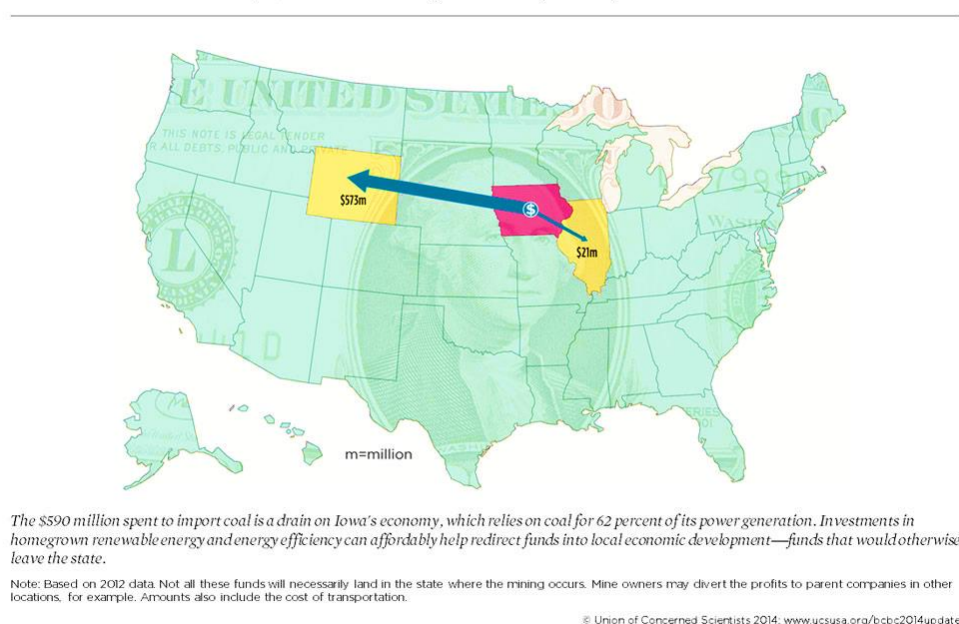 E UNITED STATES O
THIS NOTE IS LEGAL TENDER
R ALL DEBTS, PUBLIC AND PRIVATE
$573m
$
$21m
L
WASH
D
SERIES
m=million
The $590 million spent to import coal is a drain on Iowa's economy, which relies on coal for 62 percent of its power generation. Investments in
homegrown renewable energy and energy efficiency can affordably help redirect funds into local economic development—funds that would otherwise
leave the state.
Note: Based on 2012 data. Not all these funds will necessarily land in the state where the mining occurs. Mine owners may divert the profits to parent companies in other
locations, for example. Amounts also include the cost of transportation.
© Union of Concerned Scientists 2014; www.ucsusa.org/bcbc2014update